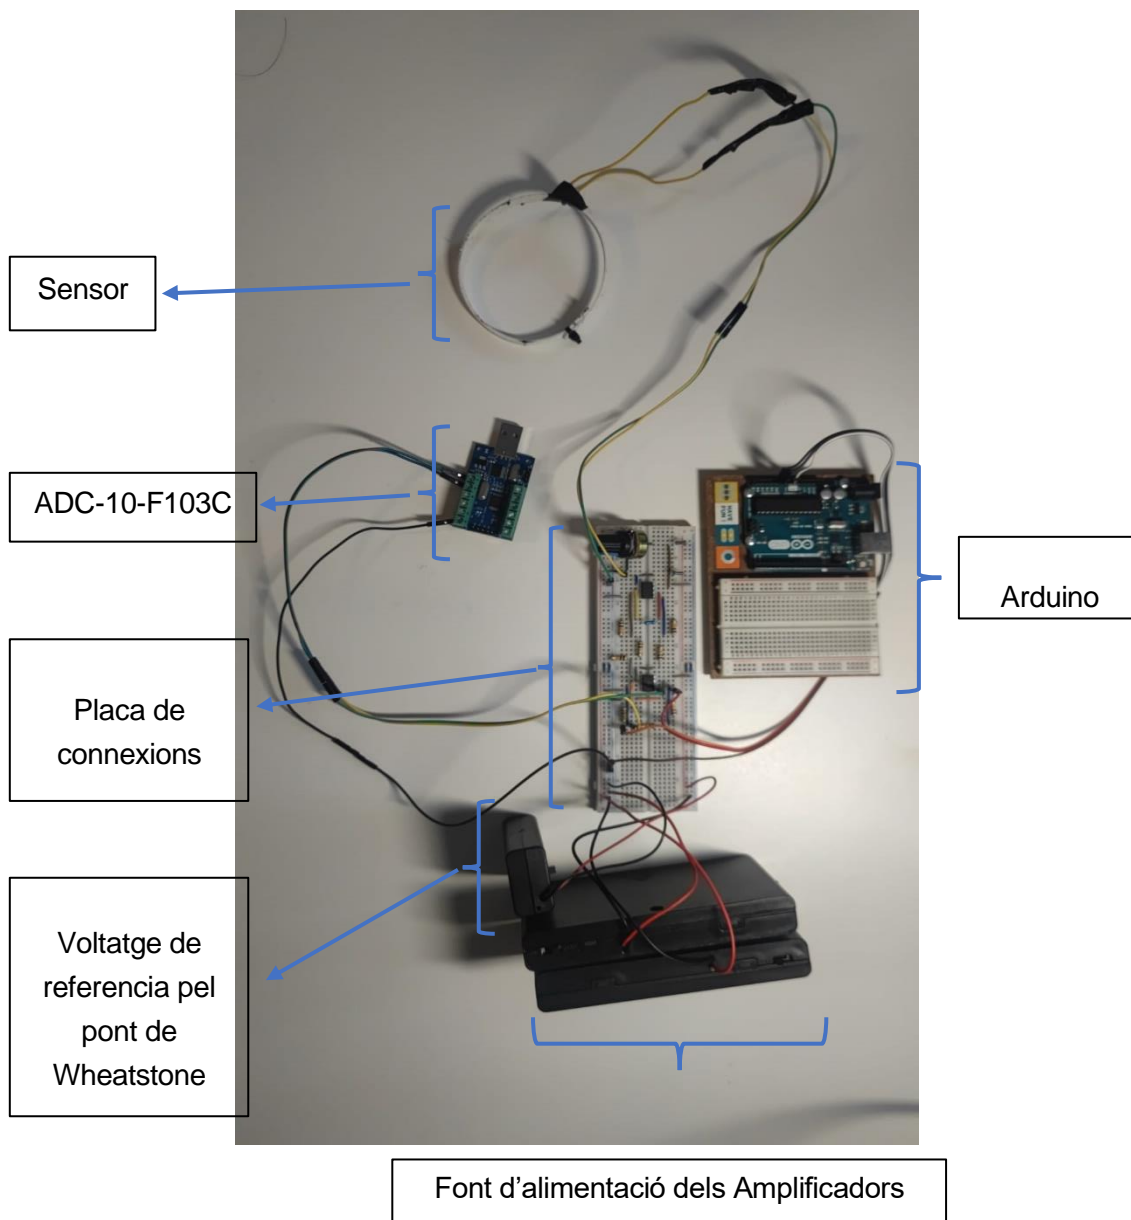 Sensor
ADC-10-F103C
Arduino
Placa de
connexions
Voltatge de
referencia pel
pont de
Wheatstone
Font d'alimentació dels Amplificadors